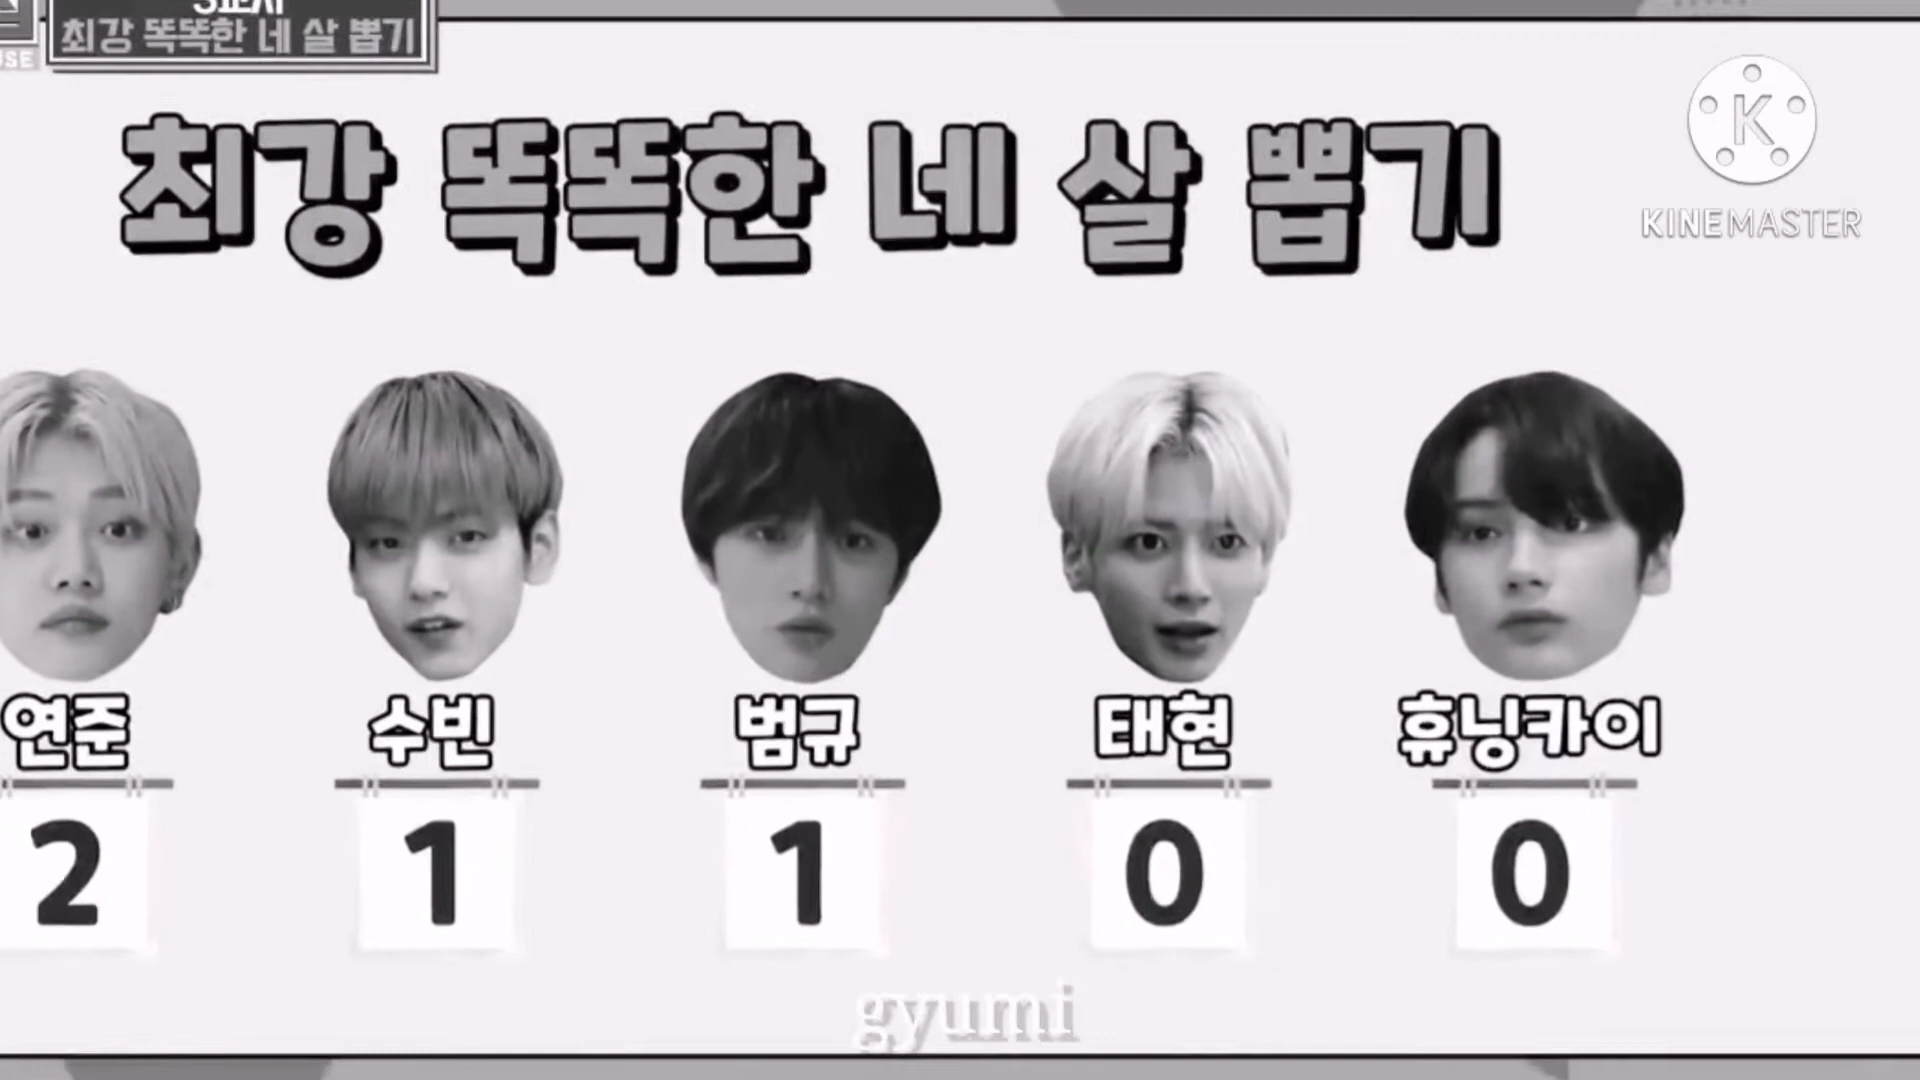 최강 똑똑한 네 살 뽑기
USE
최강 똑똑한 네 살 뽑기
KINEMASTER
연준 수빈 범규 태현 휴닝카이
2 1 1 0 0
gyumi